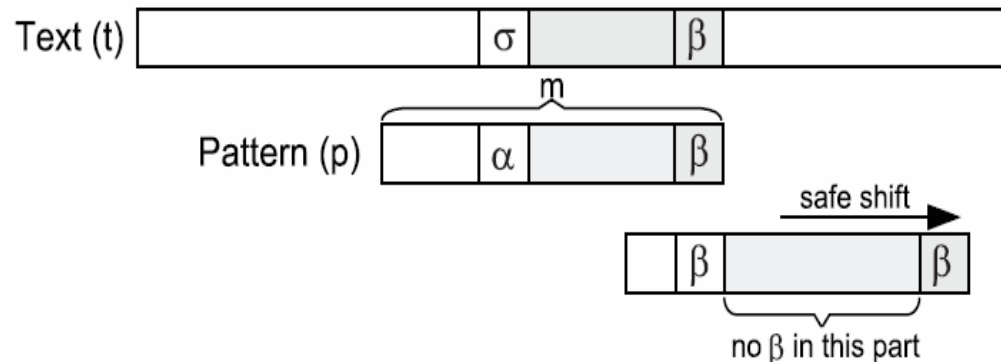 Text (t) σ β
m
Pattern (p) α β
safe shift
β β
no β in this part